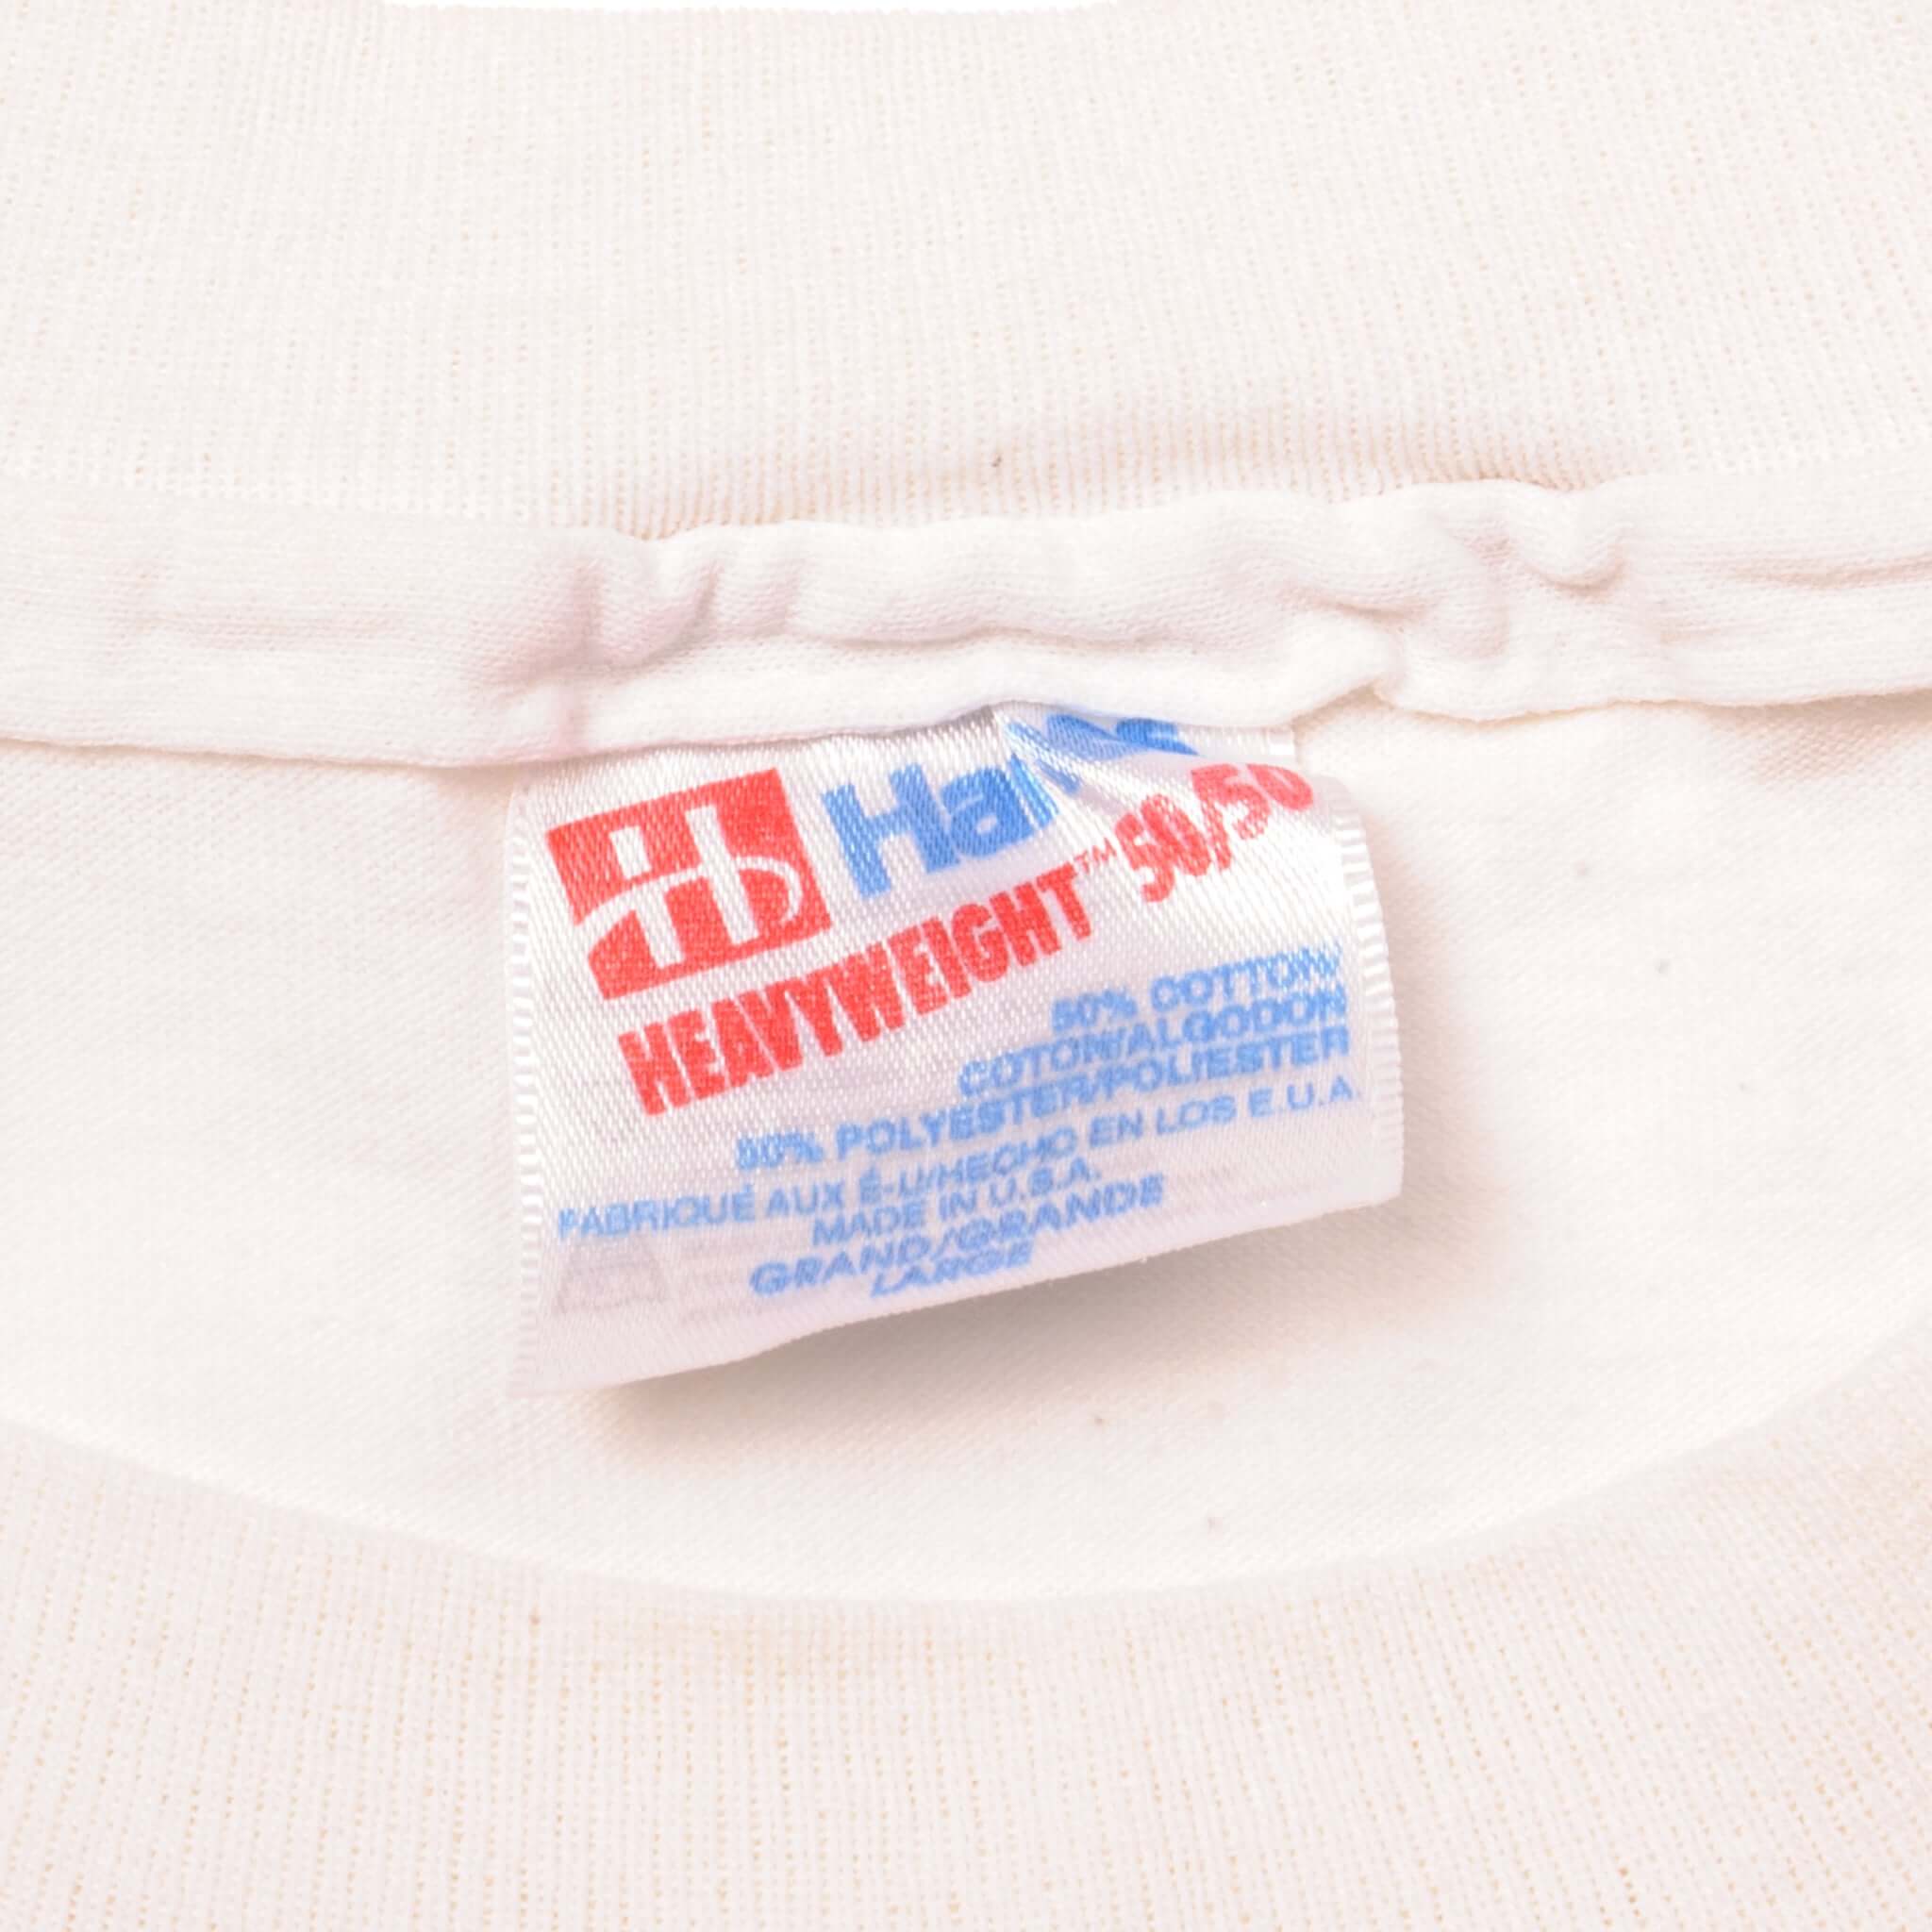 Hanes
HEAVYWEIGHT™ 50/50
50% COTTON/
COTON/ALGODON
50% POLYESTER/POLIESTER
FABRIQUÉ AUX É-U/HECHO EN LOS E.U.A.
MADE IN U.S.A.
GRAND/GRANDE
LARGE